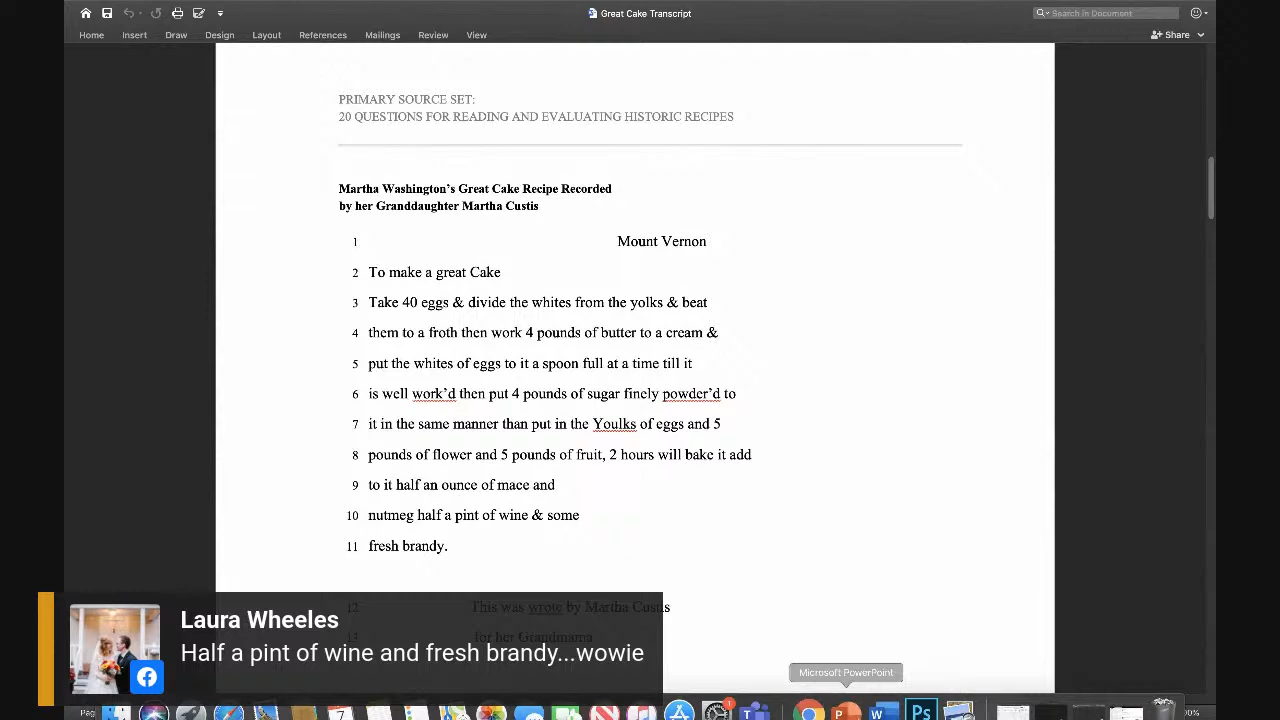 Great Cake Transcript
Search in Document
Home Insert Draw Design Layout References Mailings Review View
Share
PRIMARY SOURCE SET:
20 QUESTIONS FOR READING AND EVALUATING HISTORIC RECIPES
Martha Washington's Great Cake Recipe Recorded
by her Granddaughter Martha Custis
1 Mount Vernon
2 To make a great Cake
3 Take 40 eggs & divide the whites from the yolks & beat
4 them to a froth then work 4 pounds of butter to a cream &
5 put the whites of eggs to it a spoon full at a time till it
6 is well work'd then put 4 pounds of sugar finely powder'd to
7 it in the same manner than put in the Youlks of eggs and 5
8 pounds of flower and 5 pounds of fruit, 2 hours will bake it add
9 to it half an ounce of mace and
10 nutmeg half a pint of wine & some
11 fresh brandy.
12 This was wrote by Martha Custis
13 for her Grandmama
Laura Wheeles
Half a pint of wine and fresh brandy...wowie
Microsoft PowerPoint
Pag
7
1
P
W
Ps